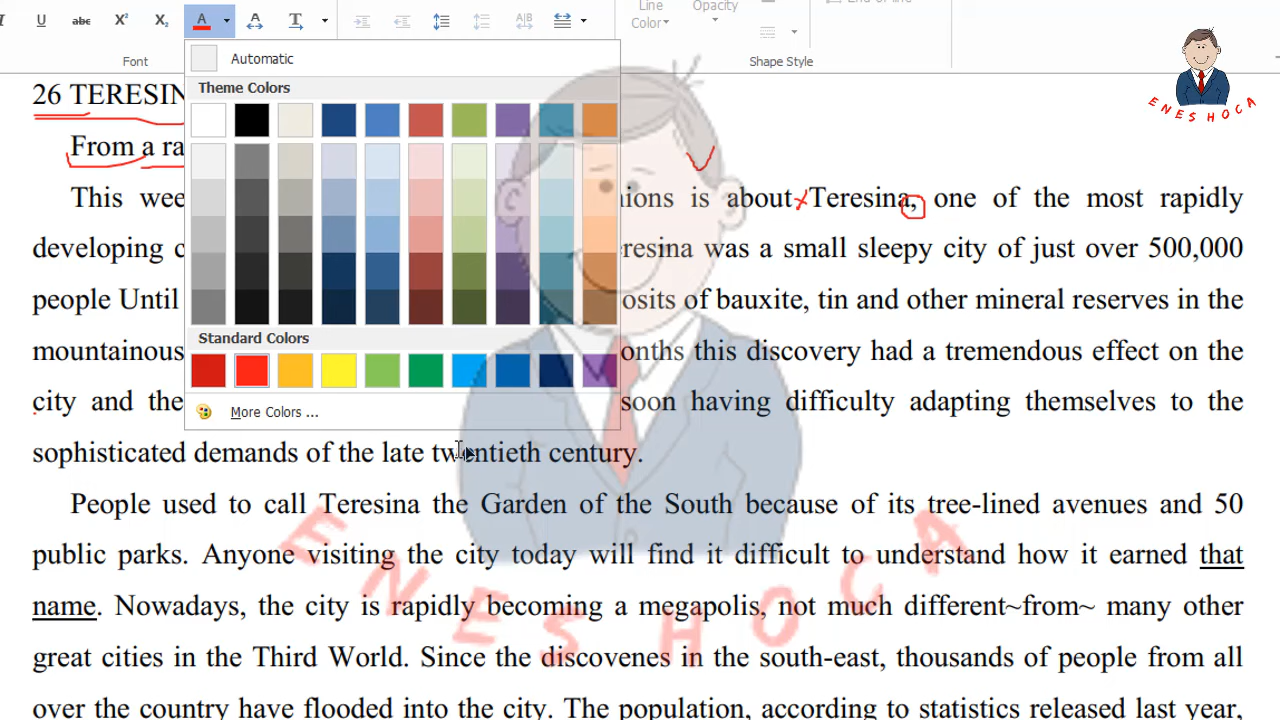 U abc X² X₂ A A T A|B
Line Color Opacity
Font
Shape Style
ENES HOCA
Automatic
Theme Colors
Standard Colors
More Colors ...
26 TERESIN
From a ra
This wee nions is about Teresina, one of the most rapidly
developing c eresina was a small sleepy city of just over 500,000
people Until osits of bauxite, tin and other mineral reserves in the
mountainous onths this discovery had a tremendous effect on the
city and the soon having difficulty adapting themselves to the
sophisticated demands of the late twentieth century.
People used to call Teresina the Garden of the South because of its tree-lined avenues and 50
public parks. Anyone visiting the city today will find it difficult to understand how it earned that
name. Nowadays, the city is rapidly becoming a megapolis, not much different~from~ many other
great cities in the Third World. Since the discovenes in the south-east, thousands of people from all
over the country have flooded into the city. The population, according to statistics released last year,
ENES HOCA